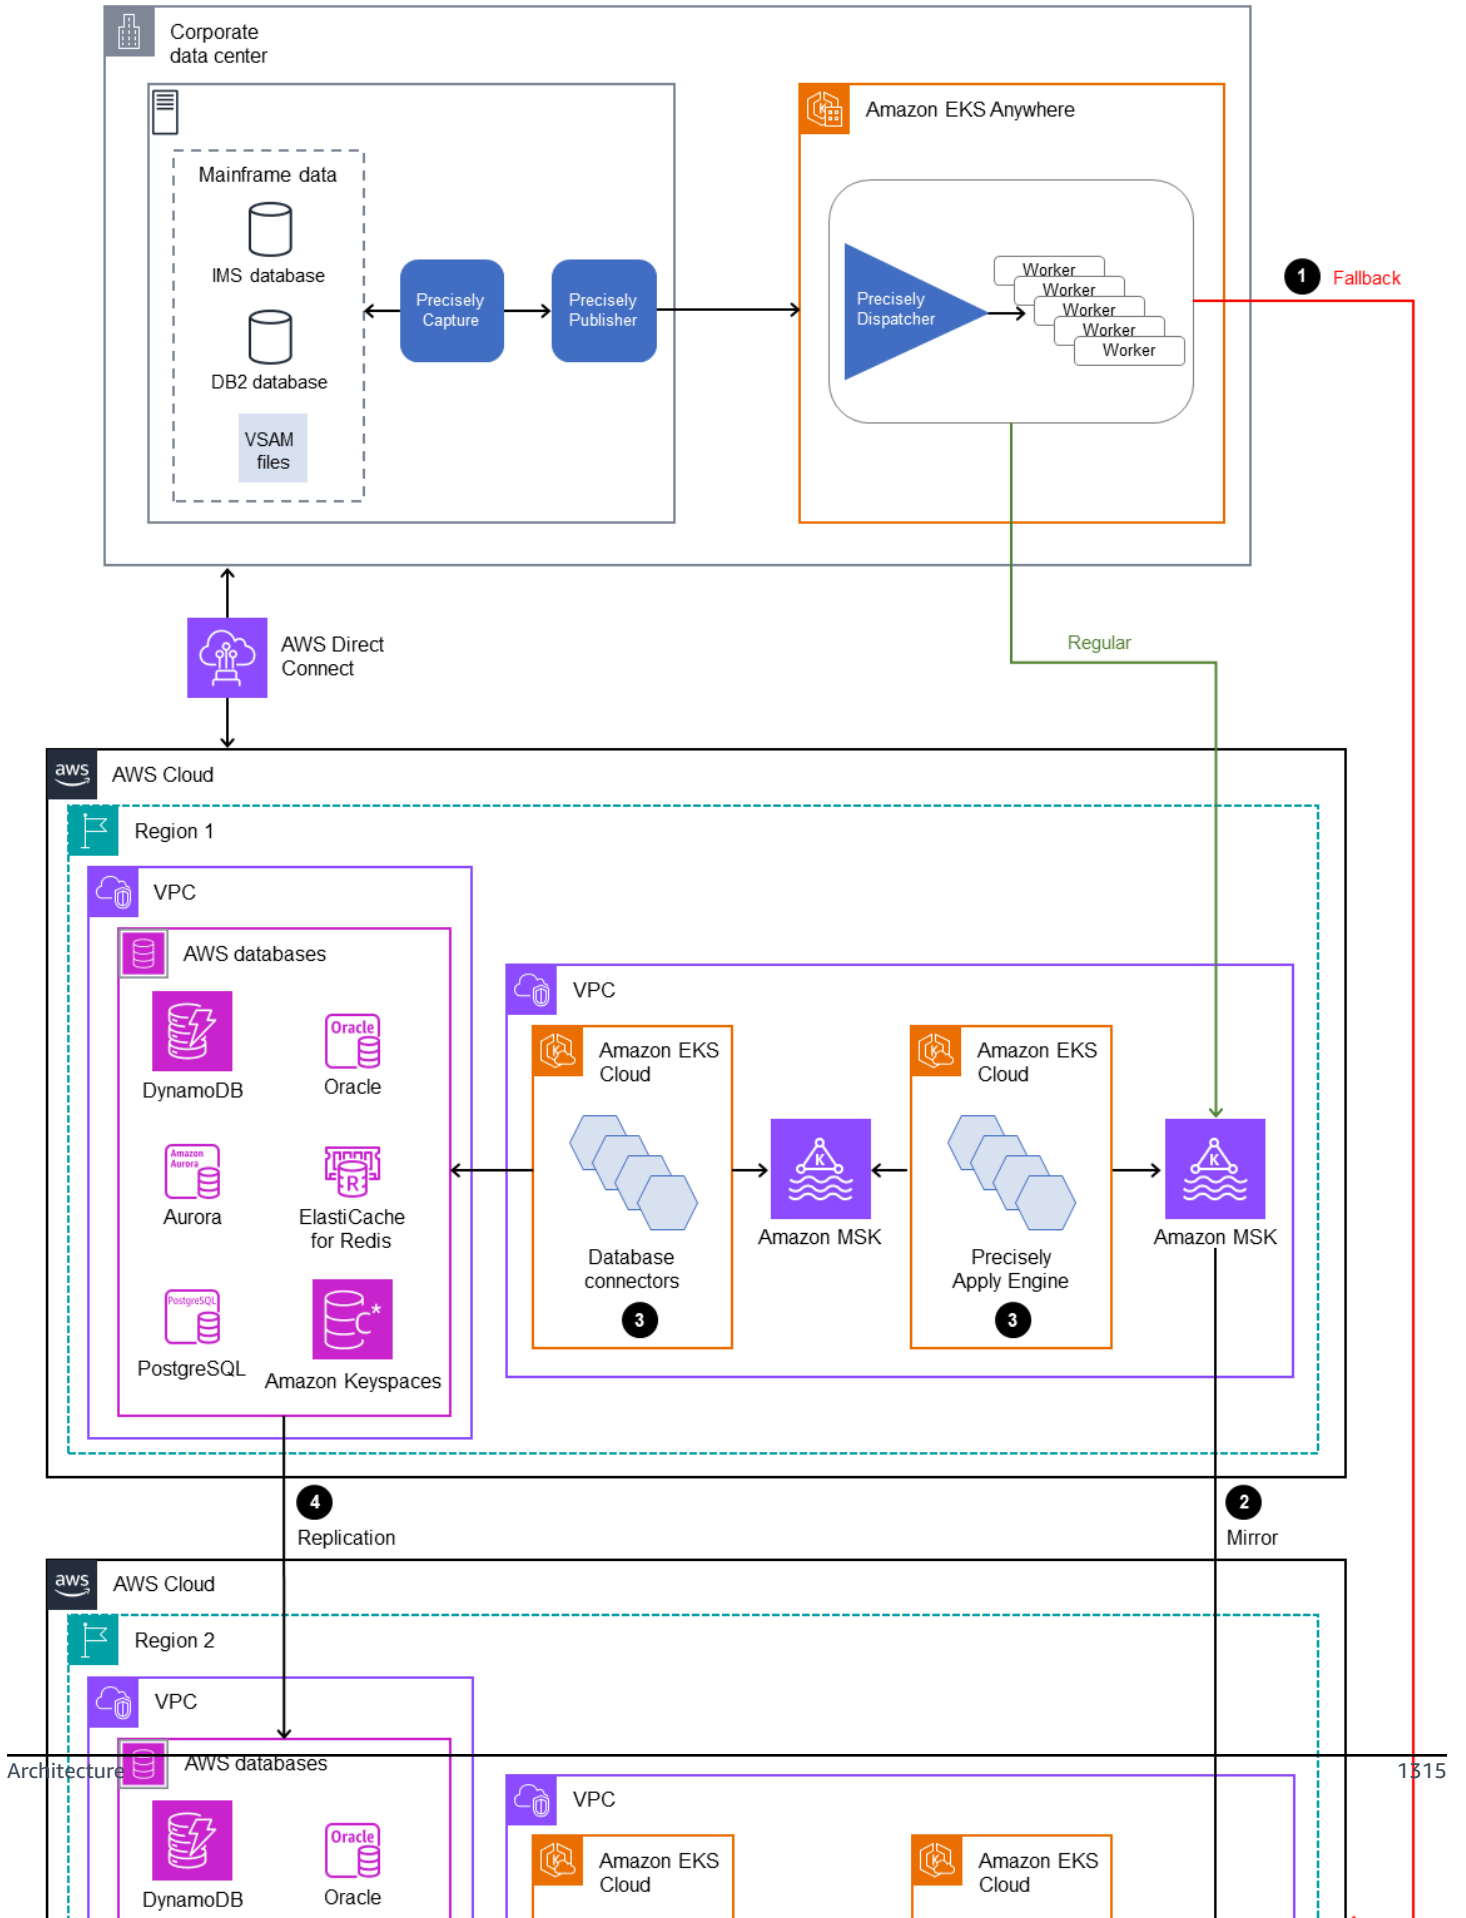 Corporate
data center
Amazon EKS Anywhere
Mainframe data
IMS database
DB2 database
VSAM
files
Precisely
Capture
Precisely
Publisher
Precisely
Dispatcher
Worker
Worker
Worker
Worker
Worker
1
Fallback
AWS Direct
Connect
Regular
aws
AWS Cloud
Region 1
VPC
AWS databases
DynamoDB
Oracle
Oracle
Amazon
Aurora
Aurora
R
ElastiCache
for Redis
PostgreSQL
PostgreSQL
C*
Amazon Keyspaces
VPC
K
Amazon EKS
Cloud
Database
connectors
3
K
Amazon MSK
K
Amazon EKS
Cloud
Precisely
Apply Engine
3
K
Amazon MSK
4
Replication
2
Mirror
aws
AWS Cloud
Region 2
VPC
AWS databases
Architecture
1315
DynamoDB
Oracle
Oracle
VPC
K
Amazon EKS
Cloud
K
Amazon EKS
Cloud